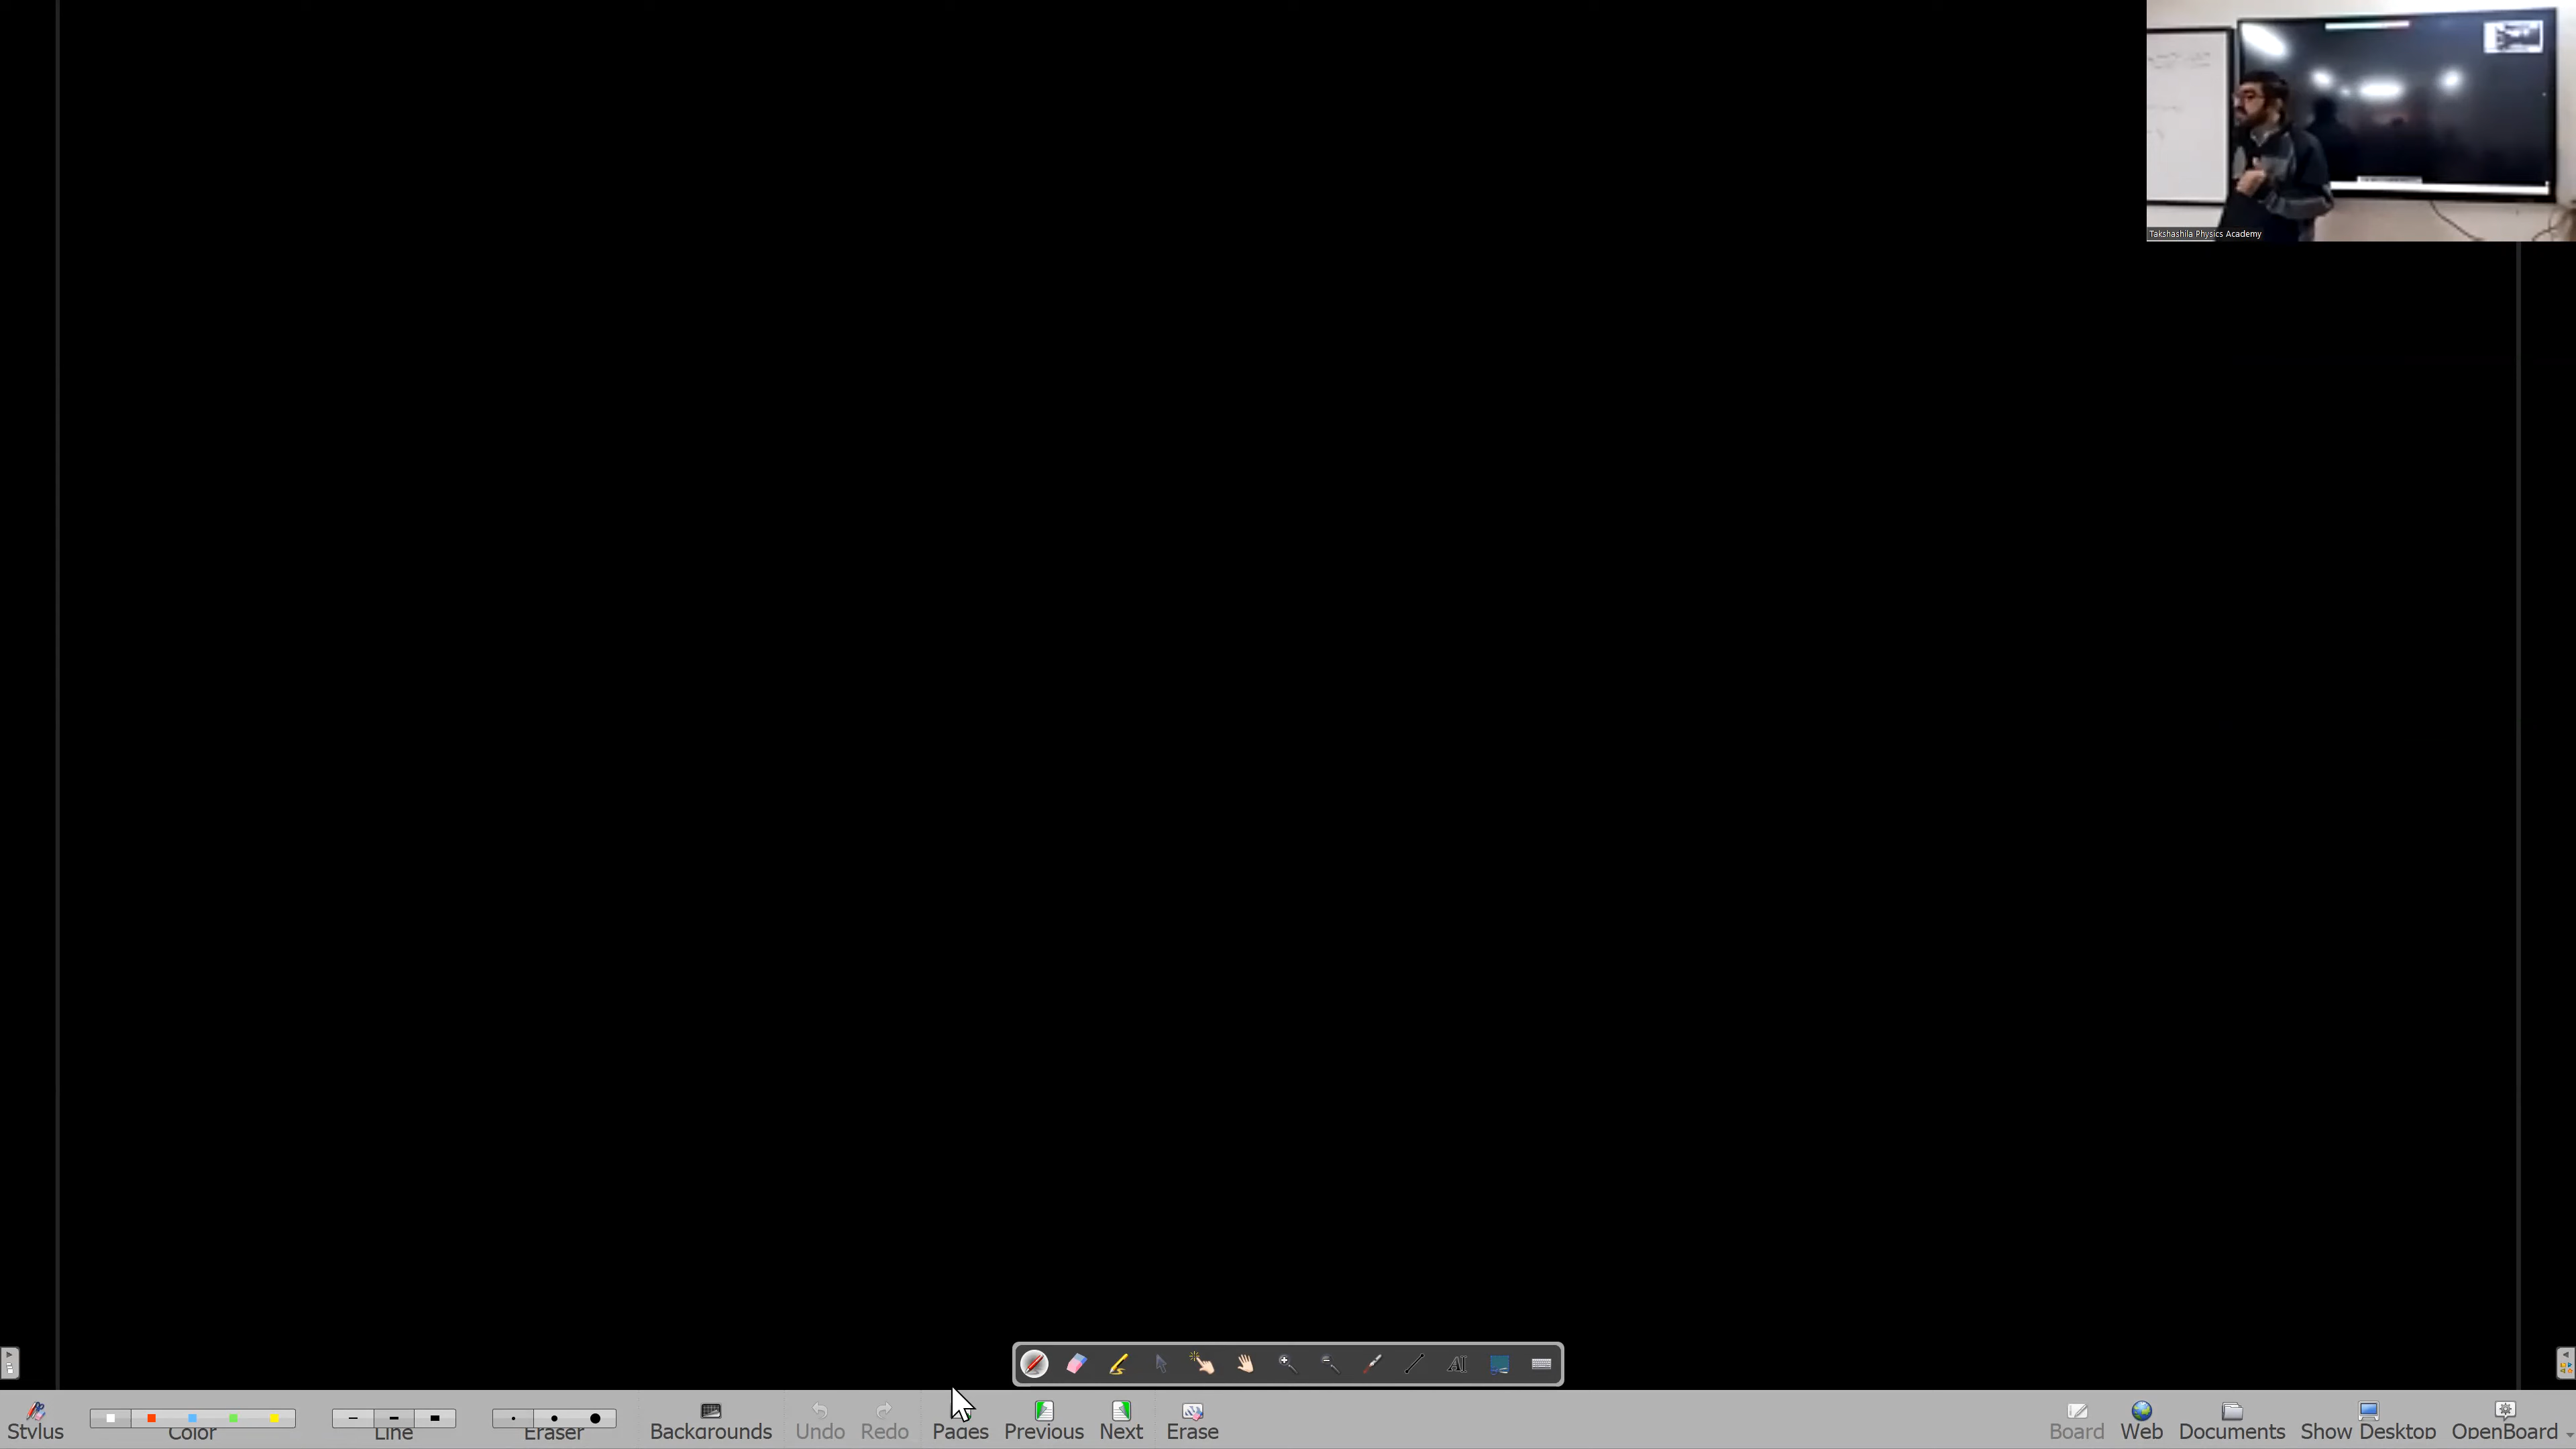 Takshashila Physics Academy
Stylus
Color
Line
Eraser
Backgrounds
Undo
Redo
Pages
Previous
Next
Erase
Board
Web
Documents
Show Desktop
OpenBoard